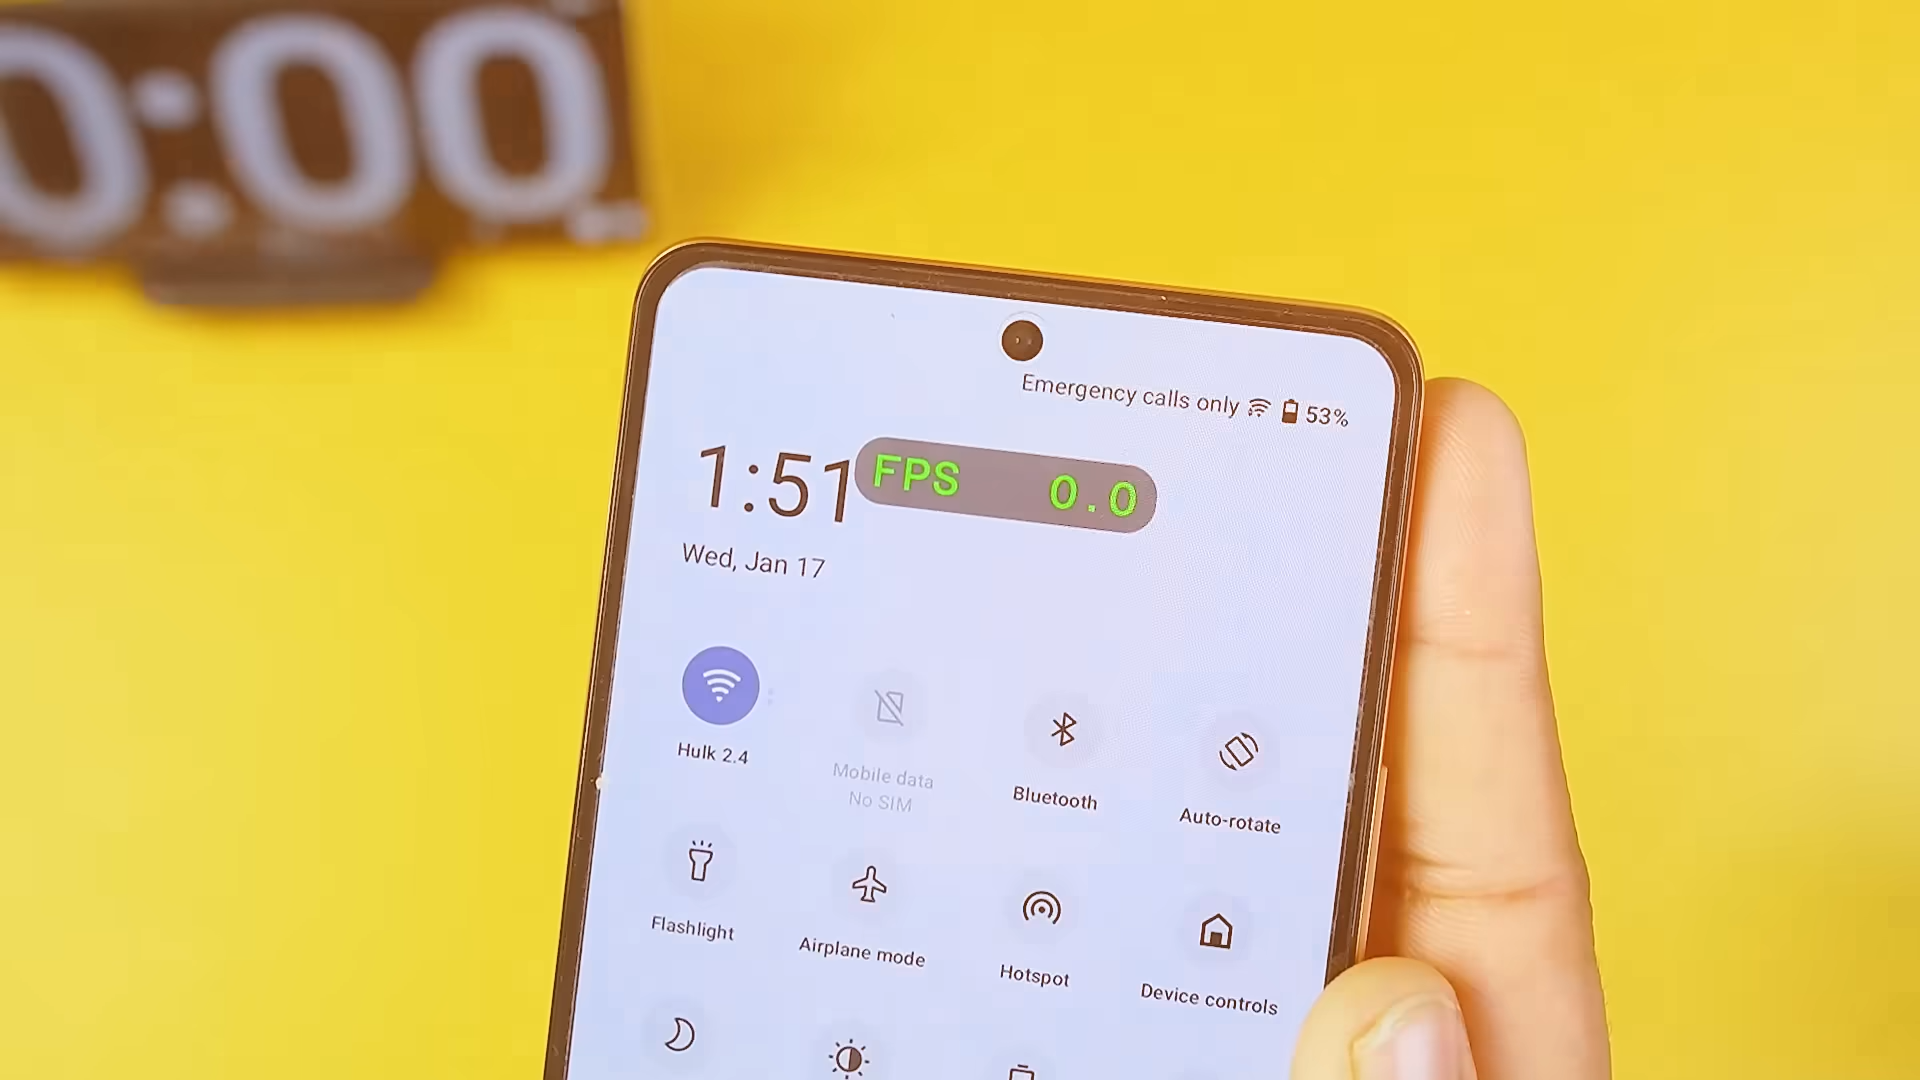 0:00
Emergency calls only 53%
1:51
FPS 0.0
Wed, Jan 17
Hulk 2.4
Mobile data
No SIM
Bluetooth
Auto-rotate
Flashlight
Airplane mode
Hotspot
Device controls